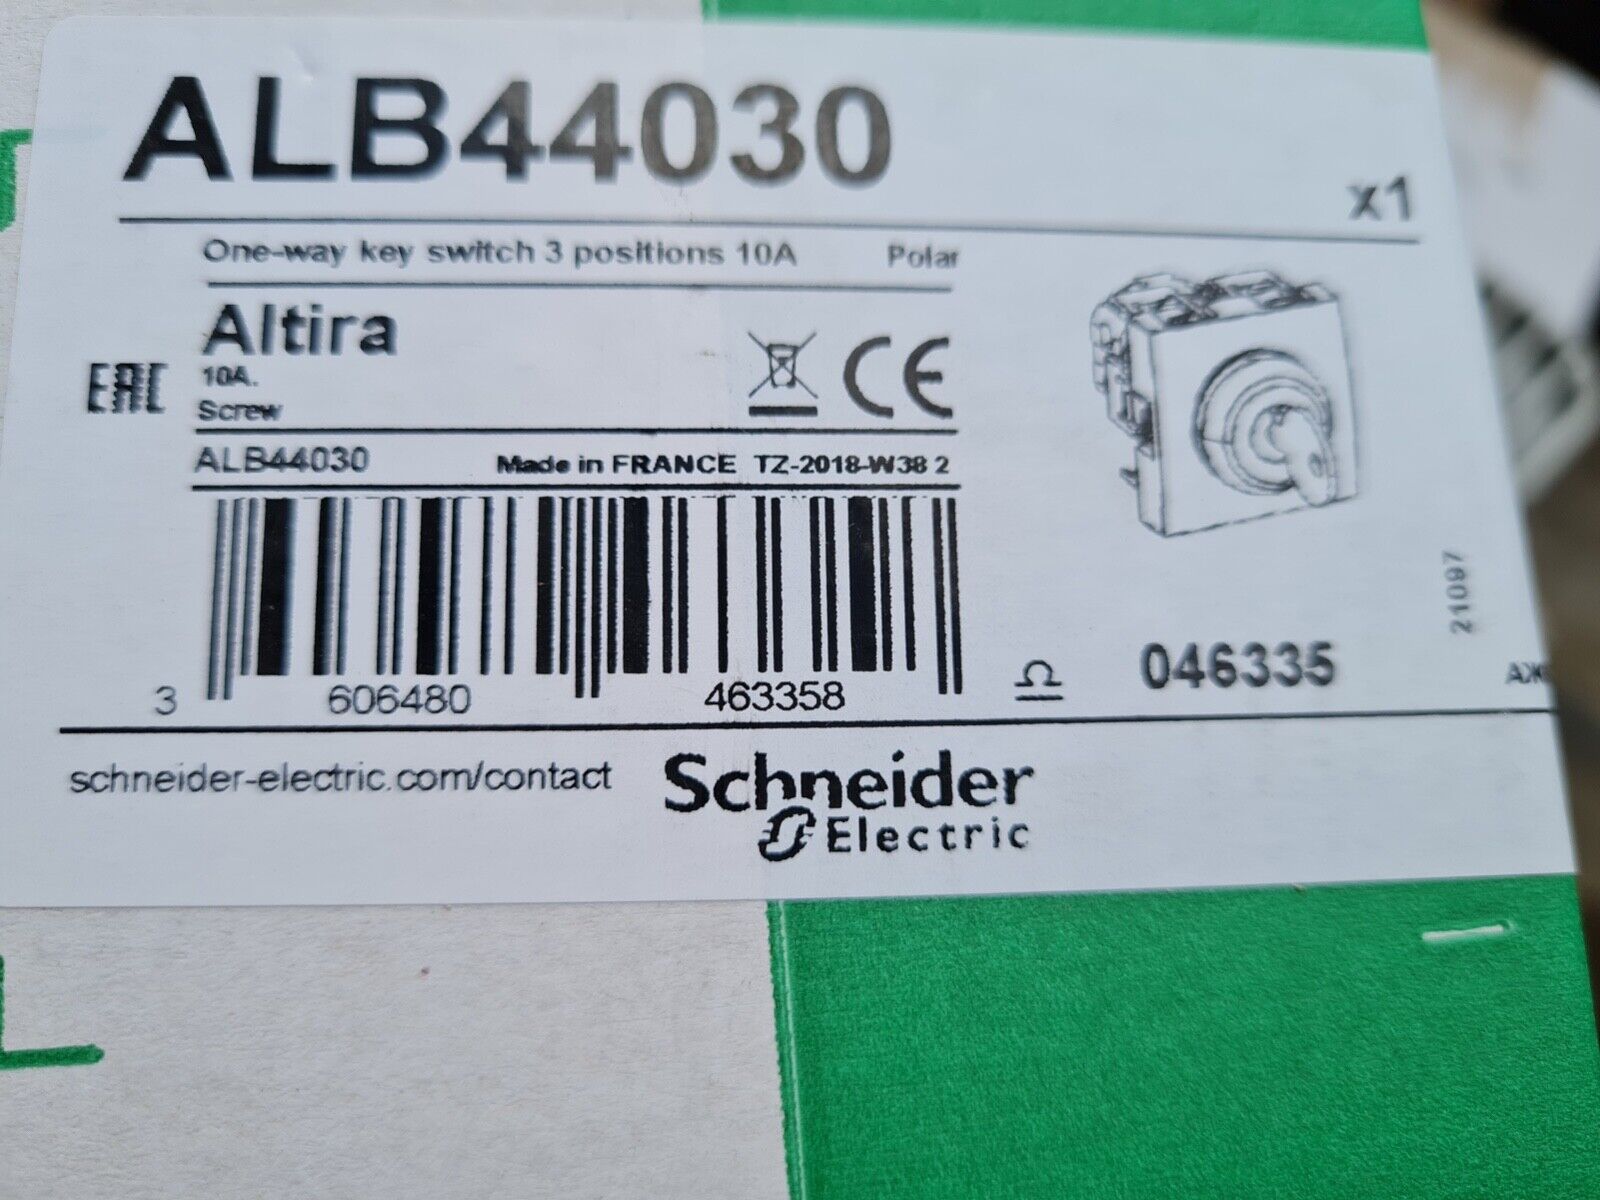 ALB44030
x1
One-way key switch 3 positions 10A Polar
Altira
EAC
10A.
Screw
CE
ALB44030 Made in FRANCE TZ-2018-W38 2
3 606480 463358
046335
21097
schneider-electric.com/contact
Schneider
Electric